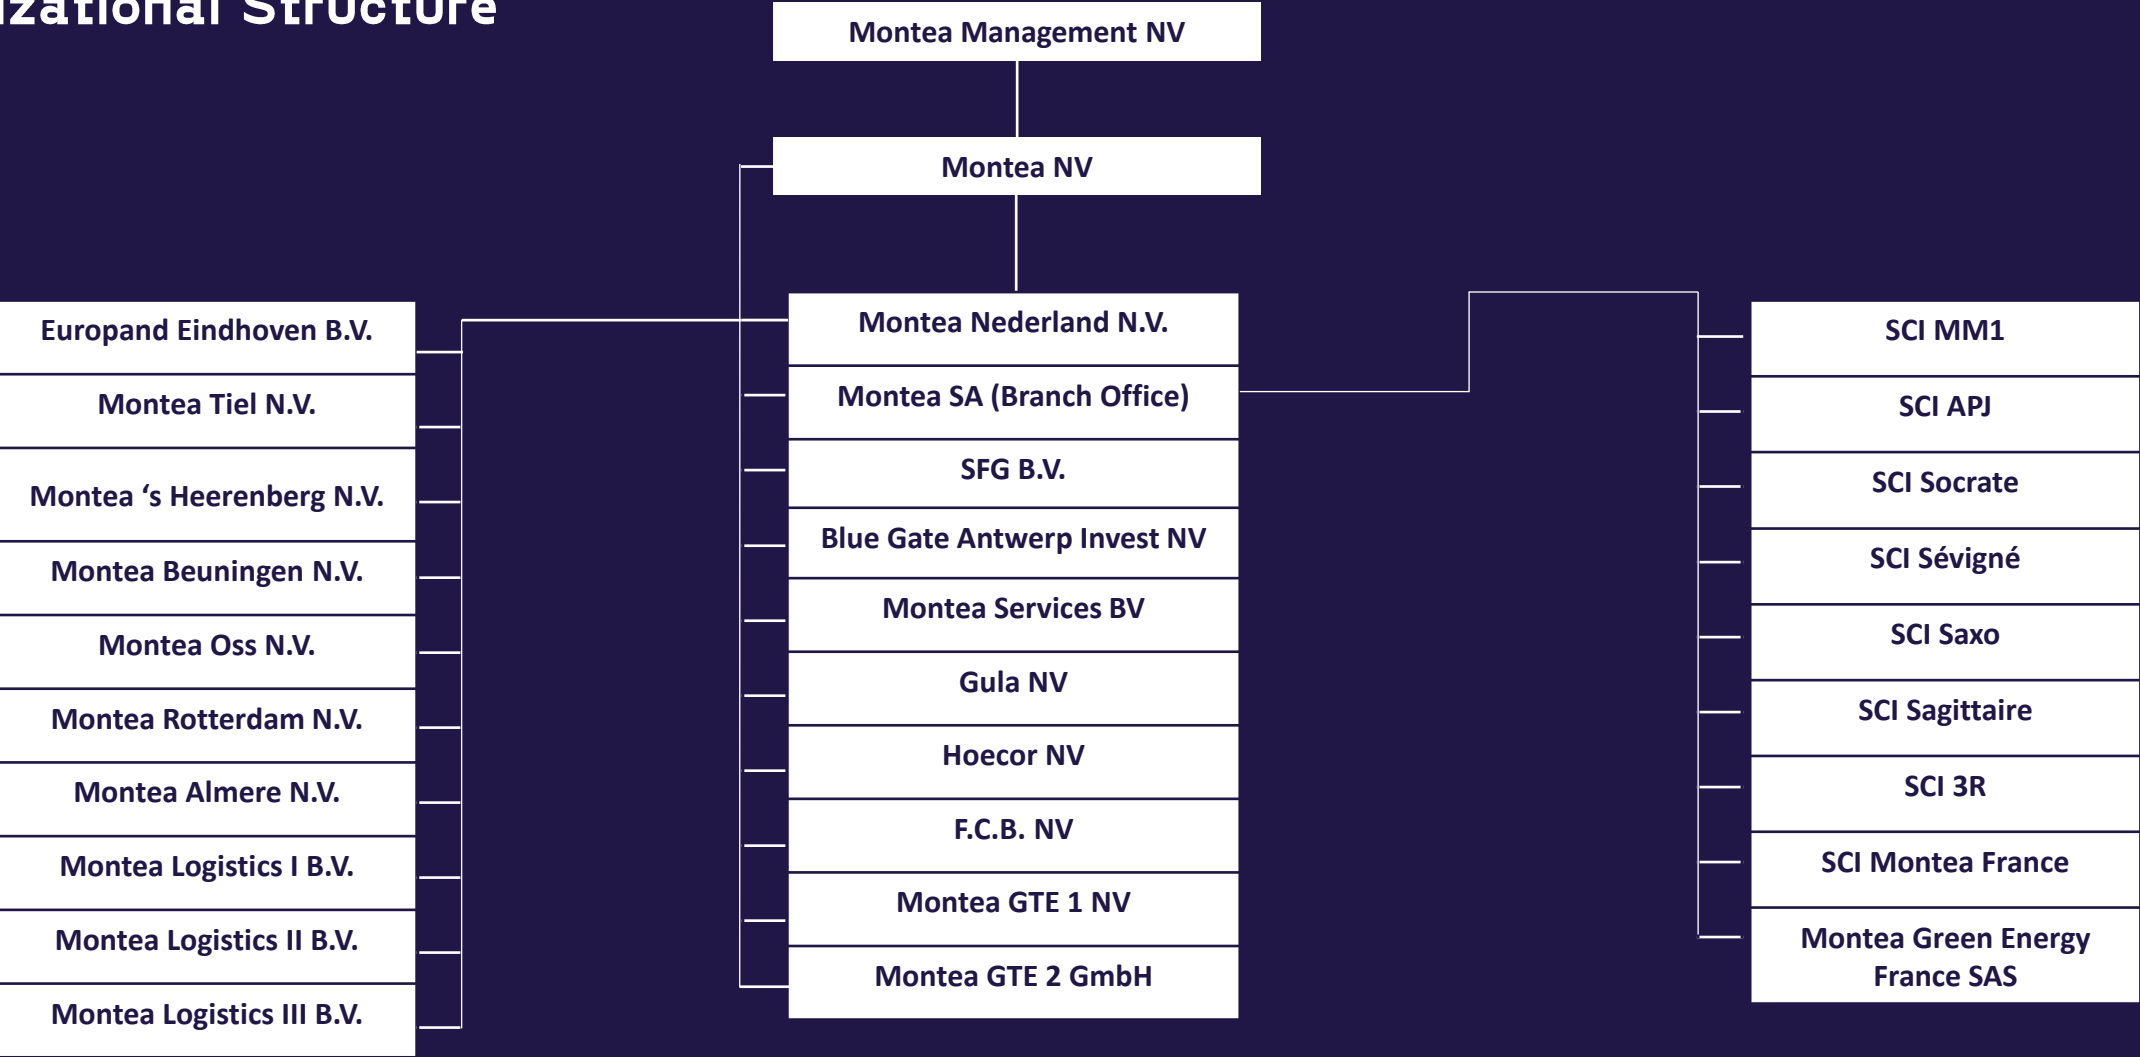 Structure
Montea Management NV
Montea NV
Europand Eindhoven B.V.
Montea Tiel N.V.
Montea ‘s Heerenberg N.V.
Montea Beuningen N.V.
Montea Oss N.V.
Montea Rotterdam N.V.
Montea Almere N.V.
Montea Logistics I B.V.
Montea Logistics II B.V.
Montea Logistics III B.V.
Montea Nederland N.V.
Montea SA (Branch Office)
SFG B.V.
Blue Gate Antwerp Invest NV
Montea Services BV
Gula NV
Hoecor NV
F.C.B. NV
Montea GTE 1 NV
Montea GTE 2 GmbH
SCI MM1
SCI APJ
SCI Socrate
SCI Sévigné
SCI Saxo
SCI Sagittaire
SCI 3R
SCI Montea France
Montea Green Energy
France SAS